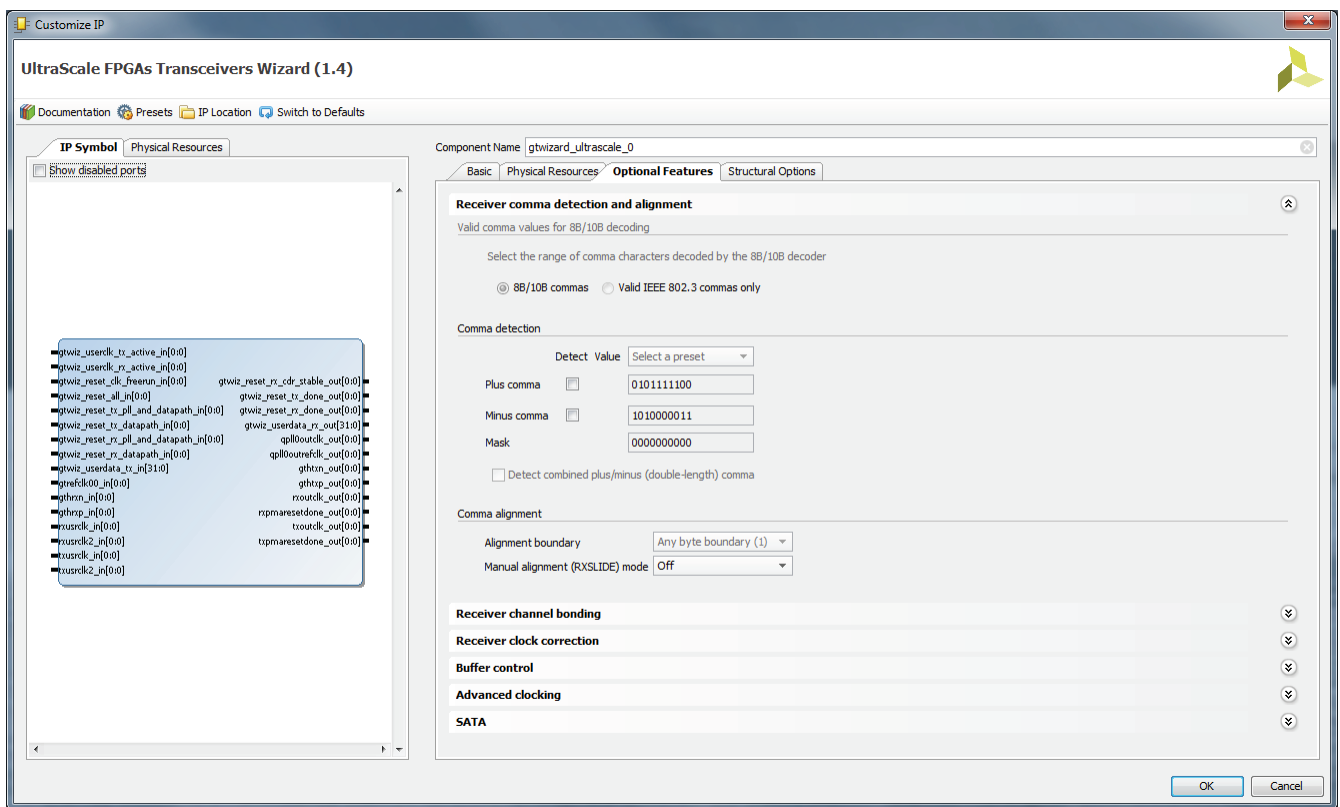 Customize IP
UltraScale FPGAs Transceivers Wizard (1.4)
Documentation Presets IP Location Switch to Defaults
IP Symbol Physical Resources
Show disabled ports
gtwiz_userclk_tx_active_in[0:0]
gtwiz_userclk_rx_active_in[0:0]
gtwiz_reset_clk_freerun_in[0:0] gtwiz_reset_rx_cdr_stable_out[0:0]
gtwiz_reset_all_in[0:0] gtwiz_reset_tx_done_out[0:0]
gtwiz_reset_tx_pll_and_datapath_in[0:0] gtwiz_reset_rx_done_out[0:0]
gtwiz_reset_tx_datapath_in[0:0] gtwiz_userdata_rx_out[31:0]
gtwiz_reset_rx_pll_and_datapath_in[0:0] qpll0outclk_out[0:0]
gtwiz_reset_rx_datapath_in[0:0] qpll0outrefclk_out[0:0]
gtwiz_userdata_tx_in[31:0] gthtxn_out[0:0]
gtrefclk00_in[0:0] gthtxp_out[0:0]
gthrxn_in[0:0] rxoutclk_out[0:0]
gthrxp_in[0:0] rxpmaresetdone_out[0:0]
rxusrclk_in[0:0] txoutclk_out[0:0]
rxusrclk2_in[0:0] txpmaresetdone_out[0:0]
txusrclk_in[0:0]
txusrclk2_in[0:0]
Component Name gtwizard_ultrascale_0
Basic Physical Resources Optional Features Structural Options
Receiver comma detection and alignment
Valid comma values for 8B/10B decoding
Select the range of comma characters decoded by the 8B/10B decoder
8B/10B commas Valid IEEE 802.3 commas only
Comma detection
Detect Value Select a preset
Plus comma 0101111100
Minus comma 1010000011
Mask 0000000000
Detect combined plus/minus (double-length) comma
Comma alignment
Alignment boundary Any byte boundary (1)
Manual alignment (RXSLIDE) mode Off
Receiver channel bonding
Receiver clock correction
Buffer control
Advanced clocking
SATA
OK Cancel